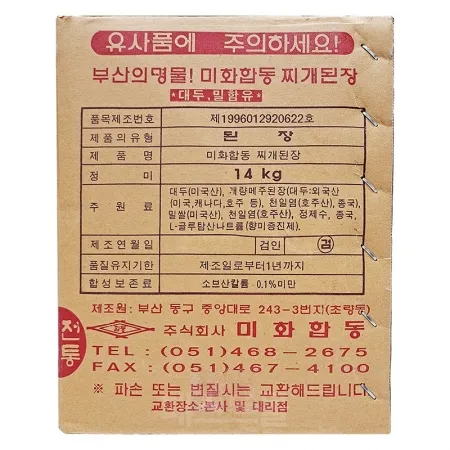 유사품에 주의하세요!
부산의명물! 미화합동 찌개된장
*대두,밀함유*
품목제조번호 제1996012920622호
제품의유형 된 장
제 품 명 미화합동 찌개된장
정 미 14 kg
주 원 료 대두(미국산), 개량메주된장(대두:외국산
(미국,캐나다,호주 등), 천일염(호주산), 종국,
밀쌀(미국산), 천일염(호주산), 정제수, 종국,
L-글루탐산나트륨(향미증진제).
제조연월일 검인 검
품질유지기한 제조일로부터1년까지
합성보존료 소브산칼륨 0.1%미만
제조원: 부산 동구 중앙대로 243-3번지(초량동)
전통
주식회사 미화합동
TEL : (051)468-2675
FAX : (051)467-4100
※ 파손 또는 변질시는 교환해드립니다
교환장소:본사 및 대리점